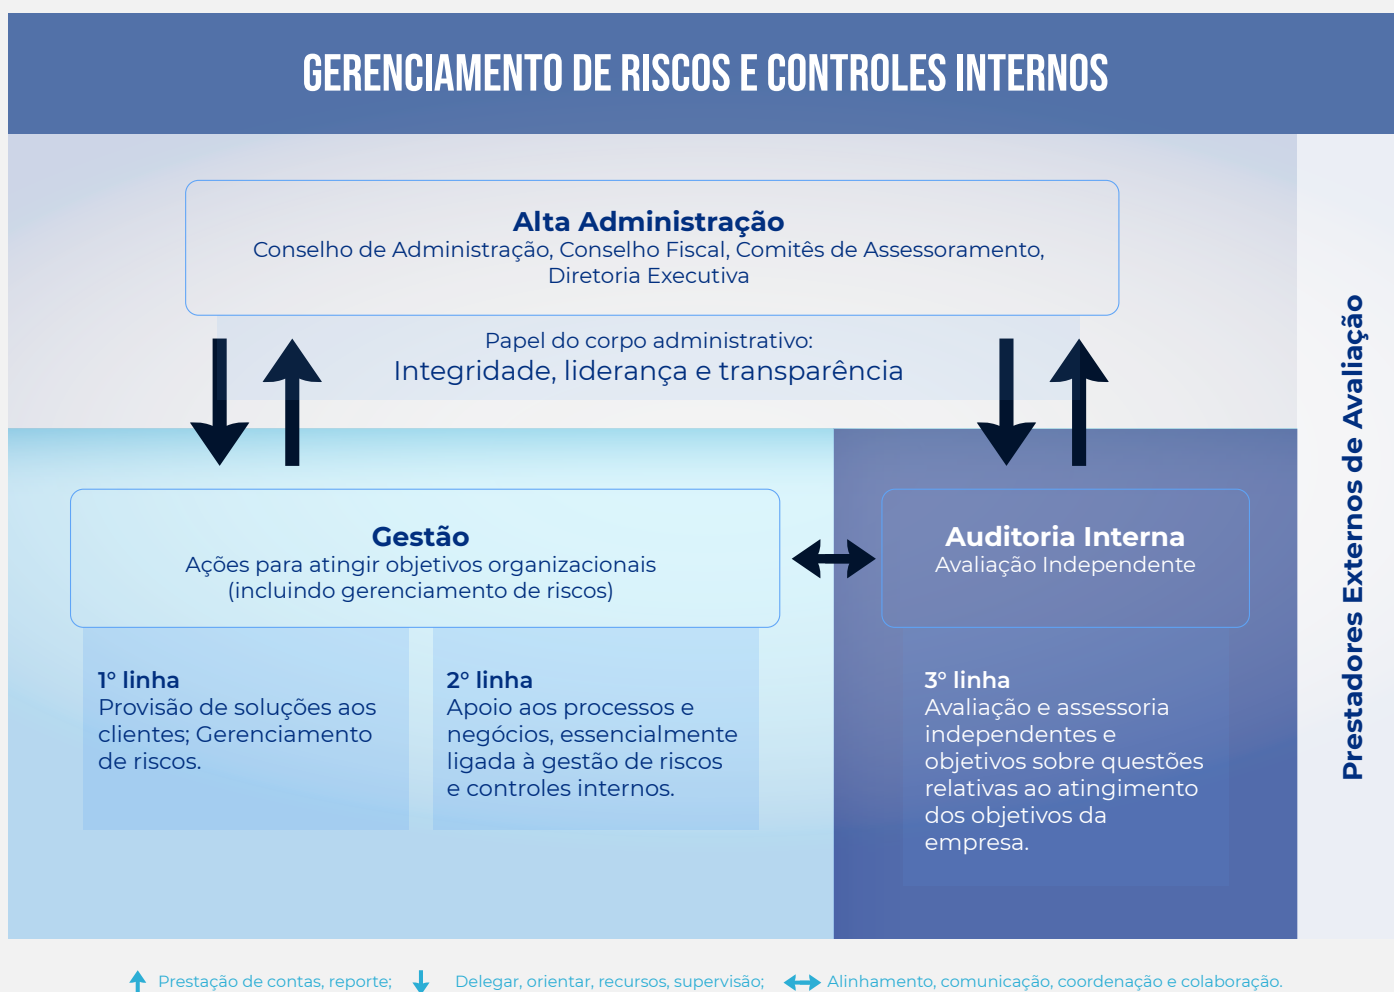 GERENCIAMENTO DE RISCOS E CONTROLES INTERNOS
Alta Administração
Conselho de Administração, Conselho Fiscal, Comitês de Assessoramento,
Diretoria Executiva
Papel do corpo administrativo:
Integridade, liderança e transparência
Gestão
Ações para atingir objetivos organizacionais
(incluindo gerenciamento de riscos)
1° linha
Provisão de soluções aos
clientes; Gerenciamento
de riscos.
2° linha
Apoio aos processos e
negócios, essencialmente
ligada à gestão de riscos
e controles internos.
Auditoria Interna
Avaliação Independente
3° linha
Avaliação e assessoria
independentes e
objetivos sobre questões
relativas ao atingimento
dos objetivos da
empresa.
Prestadores Externos de Avaliação
Prestação de contas, reporte;
Delegar, orientar, recursos, supervisão;
Alinhamento, comunicação, coordenação e colaboração.